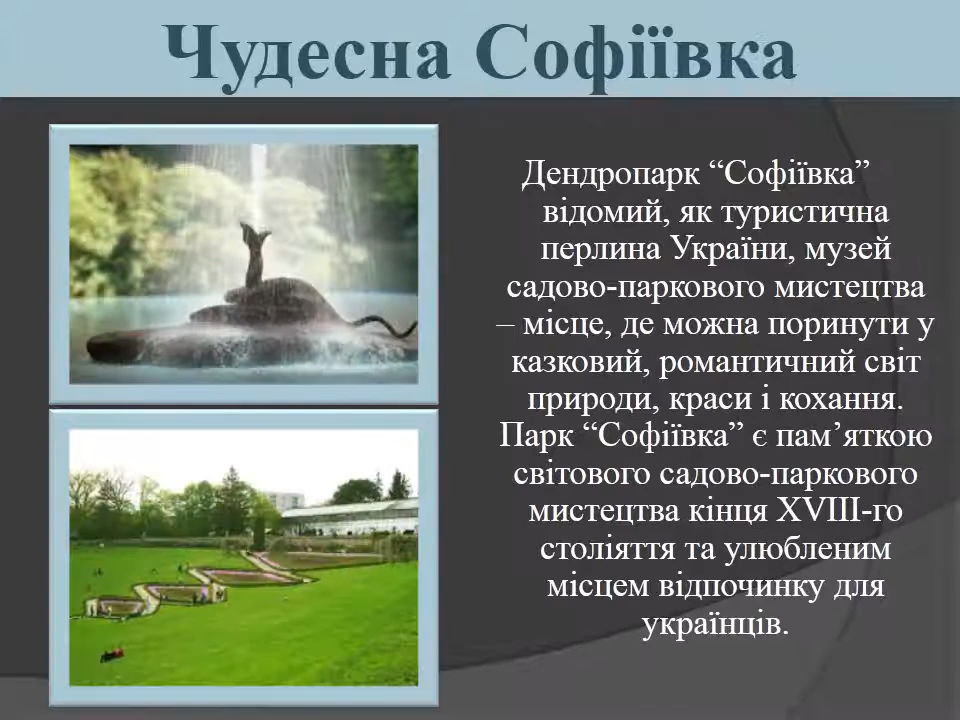 Чудесна Софіївка
Дендропарк “Софіївка”
відомий, як туристична
перлина України, музей
садово-паркового мистецтва
– місце, де можна поринути у
казковий, романтичний світ
природи, краси і кохання.
Парк “Софіївка” є пам’яткою
світового садово-паркового
мистецтва кінця XVIII-го
століяття та улюбленим
місцем відпочинку для
українців.